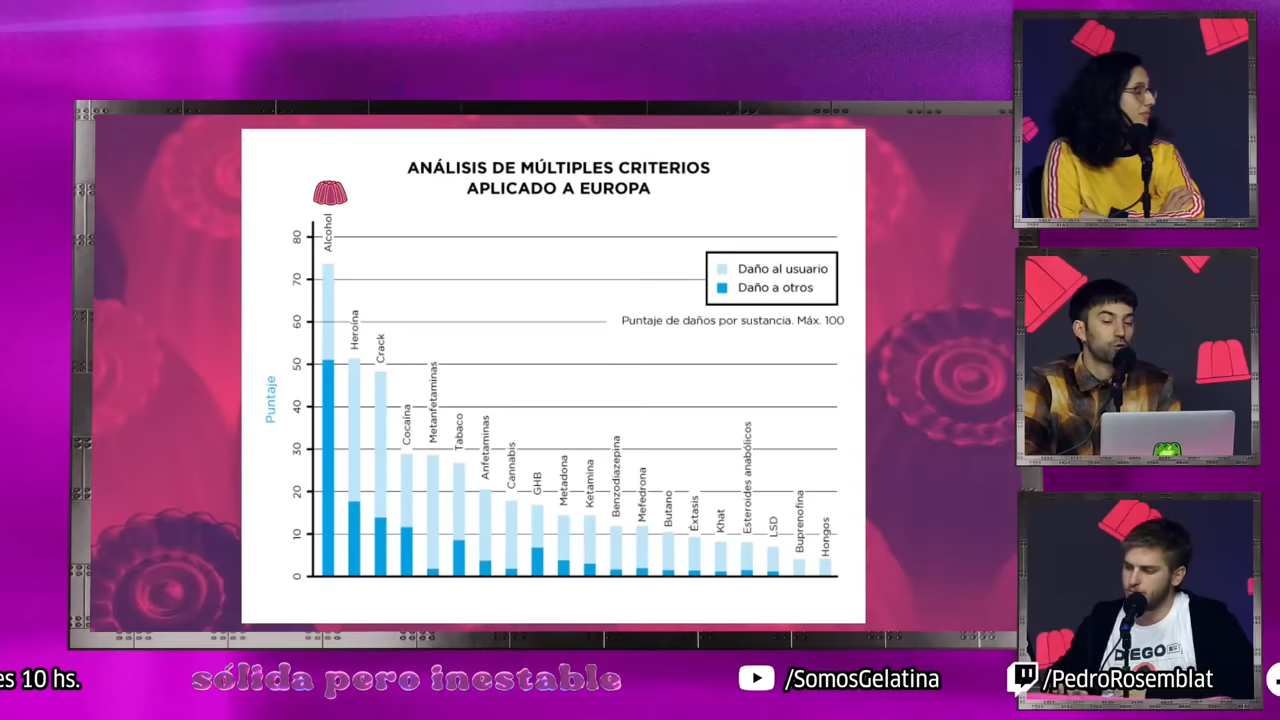 ANÁLISIS DE MÚLTIPLES CRITERIOS
APLICADO A EUROPA
Daño al usuario
Daño a otros
Puntaje de daños por sustancia. Máx. 100
Puntaje
80
70
60
50
40
30
20
10
0
Alcohol
Heroína
Crack
Cocaína
Metanfetaminas
Tabaco
Anfetaminas
Cannabis
GHB
Metadona
Ketamina
Benzodiazepina
Mefedrona
Butano
Éxtasis
Khat
Esteroides anabólicos
LSD
Buprenofina
Hongos
DIEGO
es 10 hs.
sólida pero inestable
/SomosGelatina
/PedroRosemblat